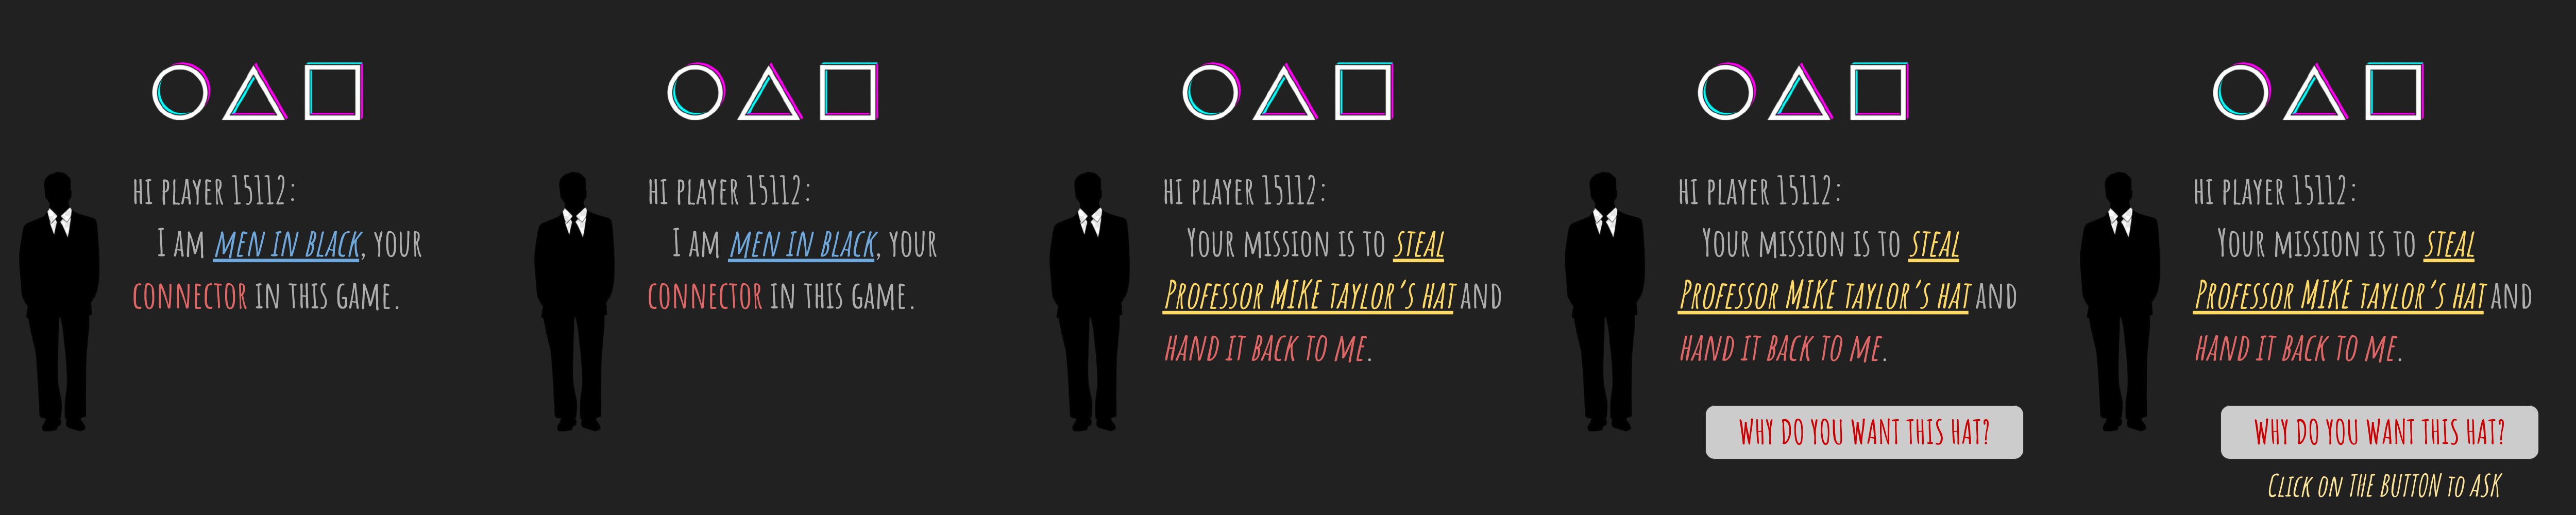 HI PLAYER 15112:
I AM MEN IN BLACK, YOUR
CONNECTOR IN THIS GAME.
HI PLAYER 15112:
I AM MEN IN BLACK, YOUR
CONNECTOR IN THIS GAME.
HI PLAYER 15112:
YOUR MISSION IS TO STEAL
PROFESSOR MIKE TAYLOR'S HAT AND
HAND IT BACK TO ME.
HI PLAYER 15112:
YOUR MISSION IS TO STEAL
PROFESSOR MIKE TAYLOR'S HAT AND
HAND IT BACK TO ME.
WHY DO YOU WANT THIS HAT?
HI PLAYER 15112:
YOUR MISSION IS TO STEAL
PROFESSOR MIKE TAYLOR'S HAT AND
HAND IT BACK TO ME.
WHY DO YOU WANT THIS HAT?
CLICK ON THE BUTTON TO ASK